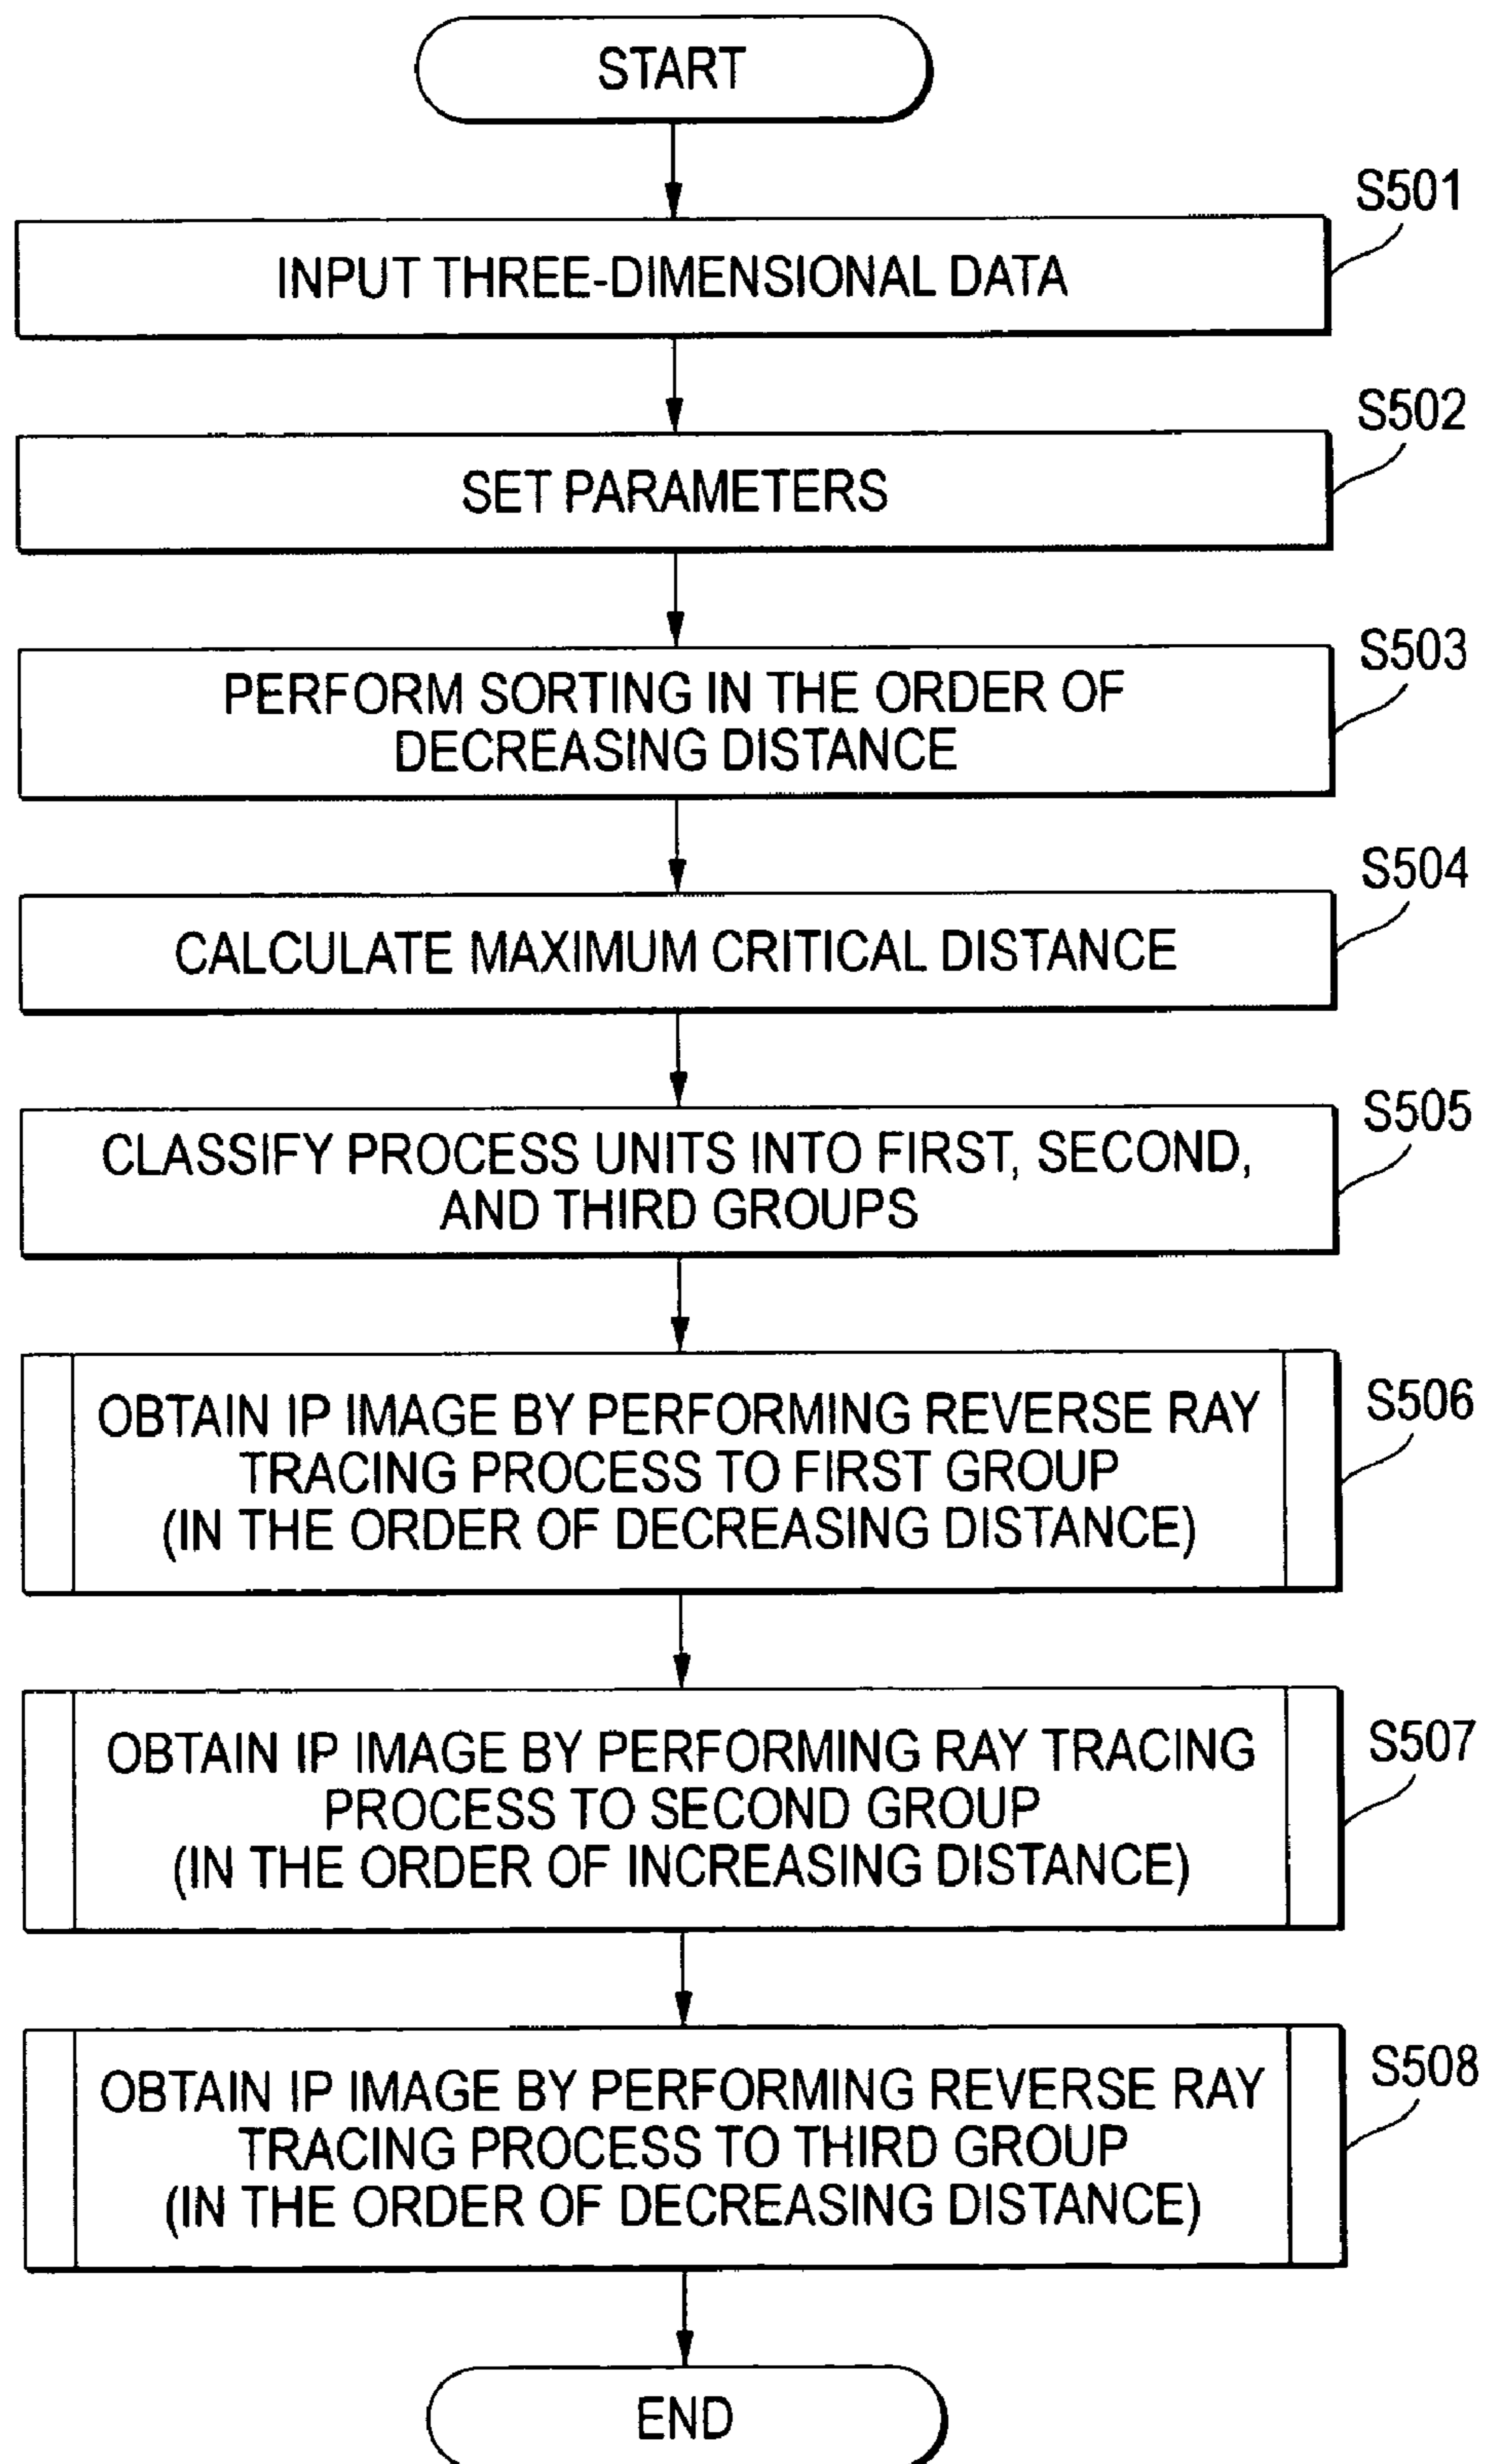 START
S501
INPUT THREE-DIMENSIONAL DATA
S502
SET PARAMETERS
S503
PERFORM SORTING IN THE ORDER OF
DECREASING DISTANCE
S504
CALCULATE MAXIMUM CRITICAL DISTANCE
S505
CLASSIFY PROCESS UNITS INTO FIRST, SECOND,
AND THIRD GROUPS
S506
OBTAIN IP IMAGE BY PERFORMING REVERSE RAY
TRACING PROCESS TO FIRST GROUP
(IN THE ORDER OF DECREASING DISTANCE)
S507
OBTAIN IP IMAGE BY PERFORMING RAY TRACING
PROCESS TO SECOND GROUP
(IN THE ORDER OF INCREASING DISTANCE)
S508
OBTAIN IP IMAGE BY PERFORMING REVERSE RAY
TRACING PROCESS TO THIRD GROUP
(IN THE ORDER OF DECREASING DISTANCE)
END